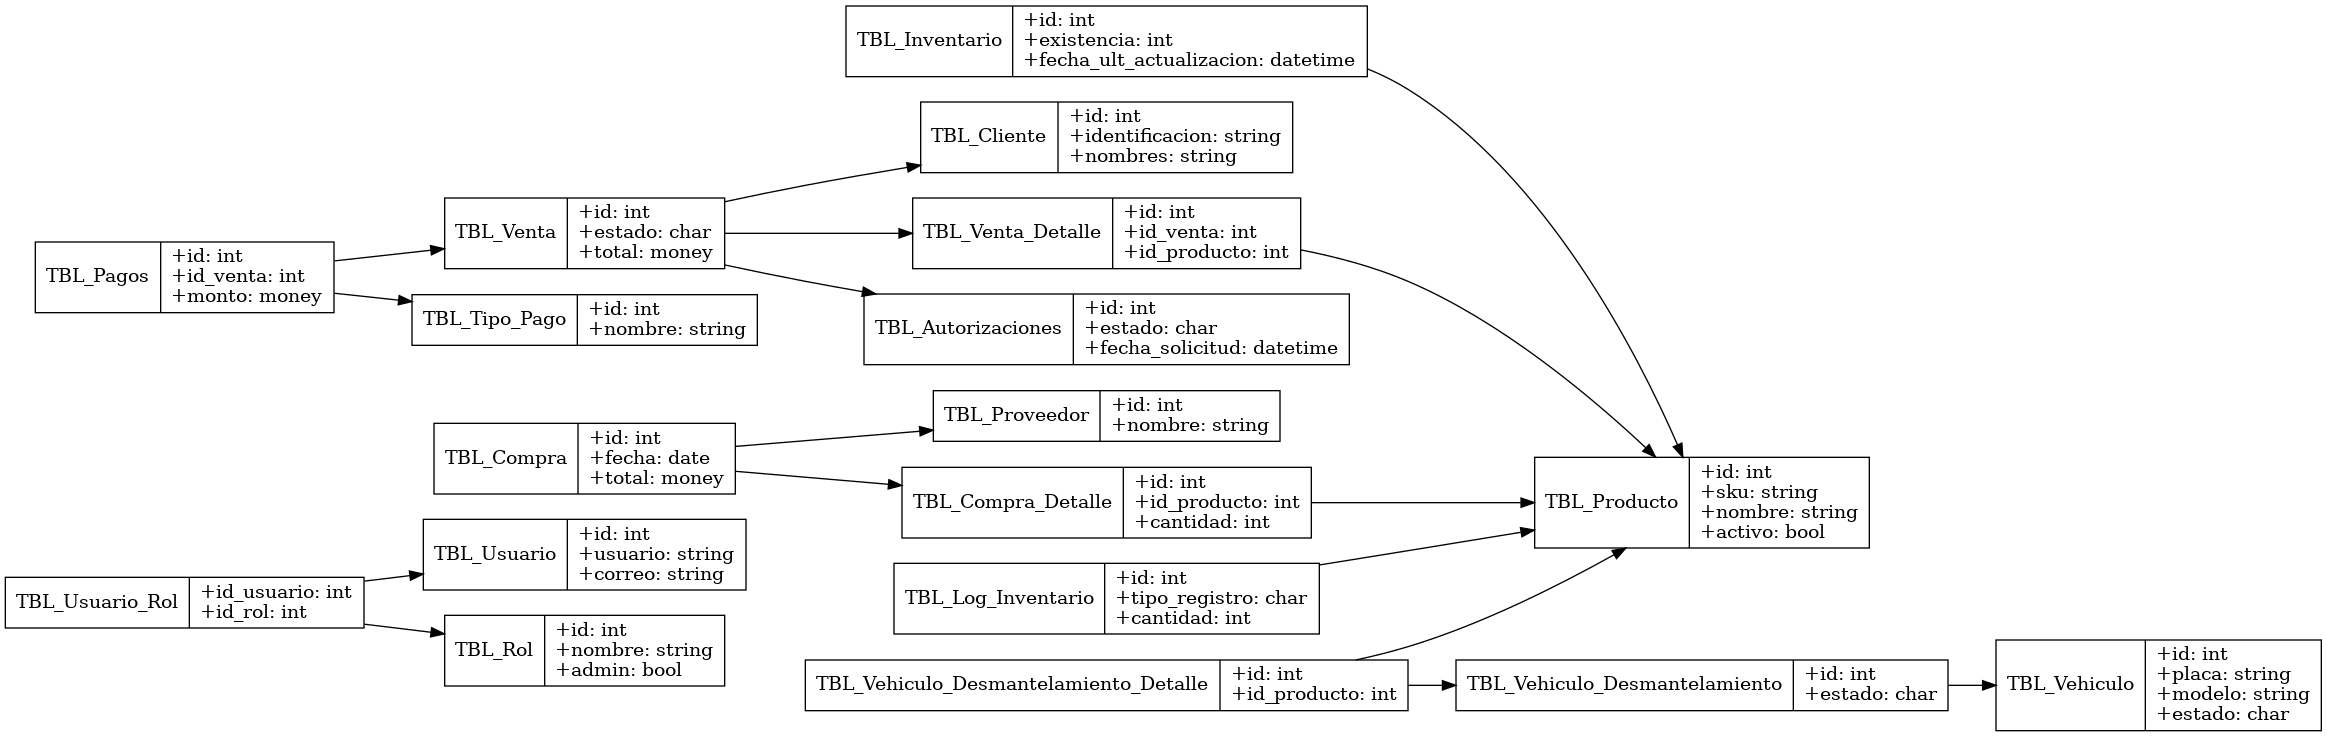 TBL_Inventario
+id: int
+existencia: int
+fecha_ult_actualizacion: datetime
TBL_Cliente
+id: int
+identificacion: string
+nombres: string
TBL_Venta
+id: int
+estado: char
+total: money
TBL_Venta_Detalle
+id: int
+id_venta: int
+id_producto: int
TBL_Pagos
+id: int
+id_venta: int
+monto: money
TBL_Tipo_Pago
+id: int
+nombre: string
TBL_Autorizaciones
+id: int
+estado: char
+fecha_solicitud: datetime
TBL_Proveedor
+id: int
+nombre: string
TBL_Compra
+id: int
+fecha: date
+total: money
TBL_Compra_Detalle
+id: int
+id_producto: int
+cantidad: int
TBL_Producto
+id: int
+sku: string
+nombre: string
+activo: bool
TBL_Usuario
+id: int
+usuario: string
+correo: string
TBL_Usuario_Rol
+id_usuario: int
+id_rol: int
TBL_Rol
+id: int
+nombre: string
+admin: bool
TBL_Log_Inventario
+id: int
+tipo_registro: char
+cantidad: int
TBL_Vehiculo_Desmantelamiento_Detalle
+id: int
+id_producto: int
TBL_Vehiculo_Desmantelamiento
+id: int
+estado: char
TBL_Vehiculo
+id: int
+placa: string
+modelo: string
+estado: char